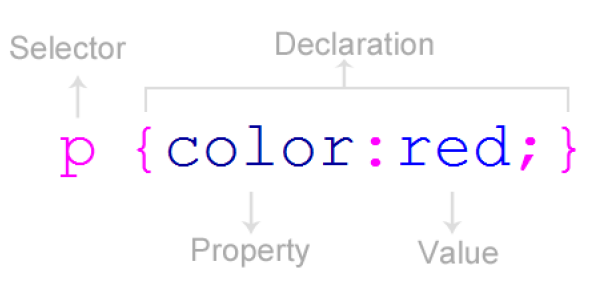 Selector
Declaration
p {color:red;}
Property
Value